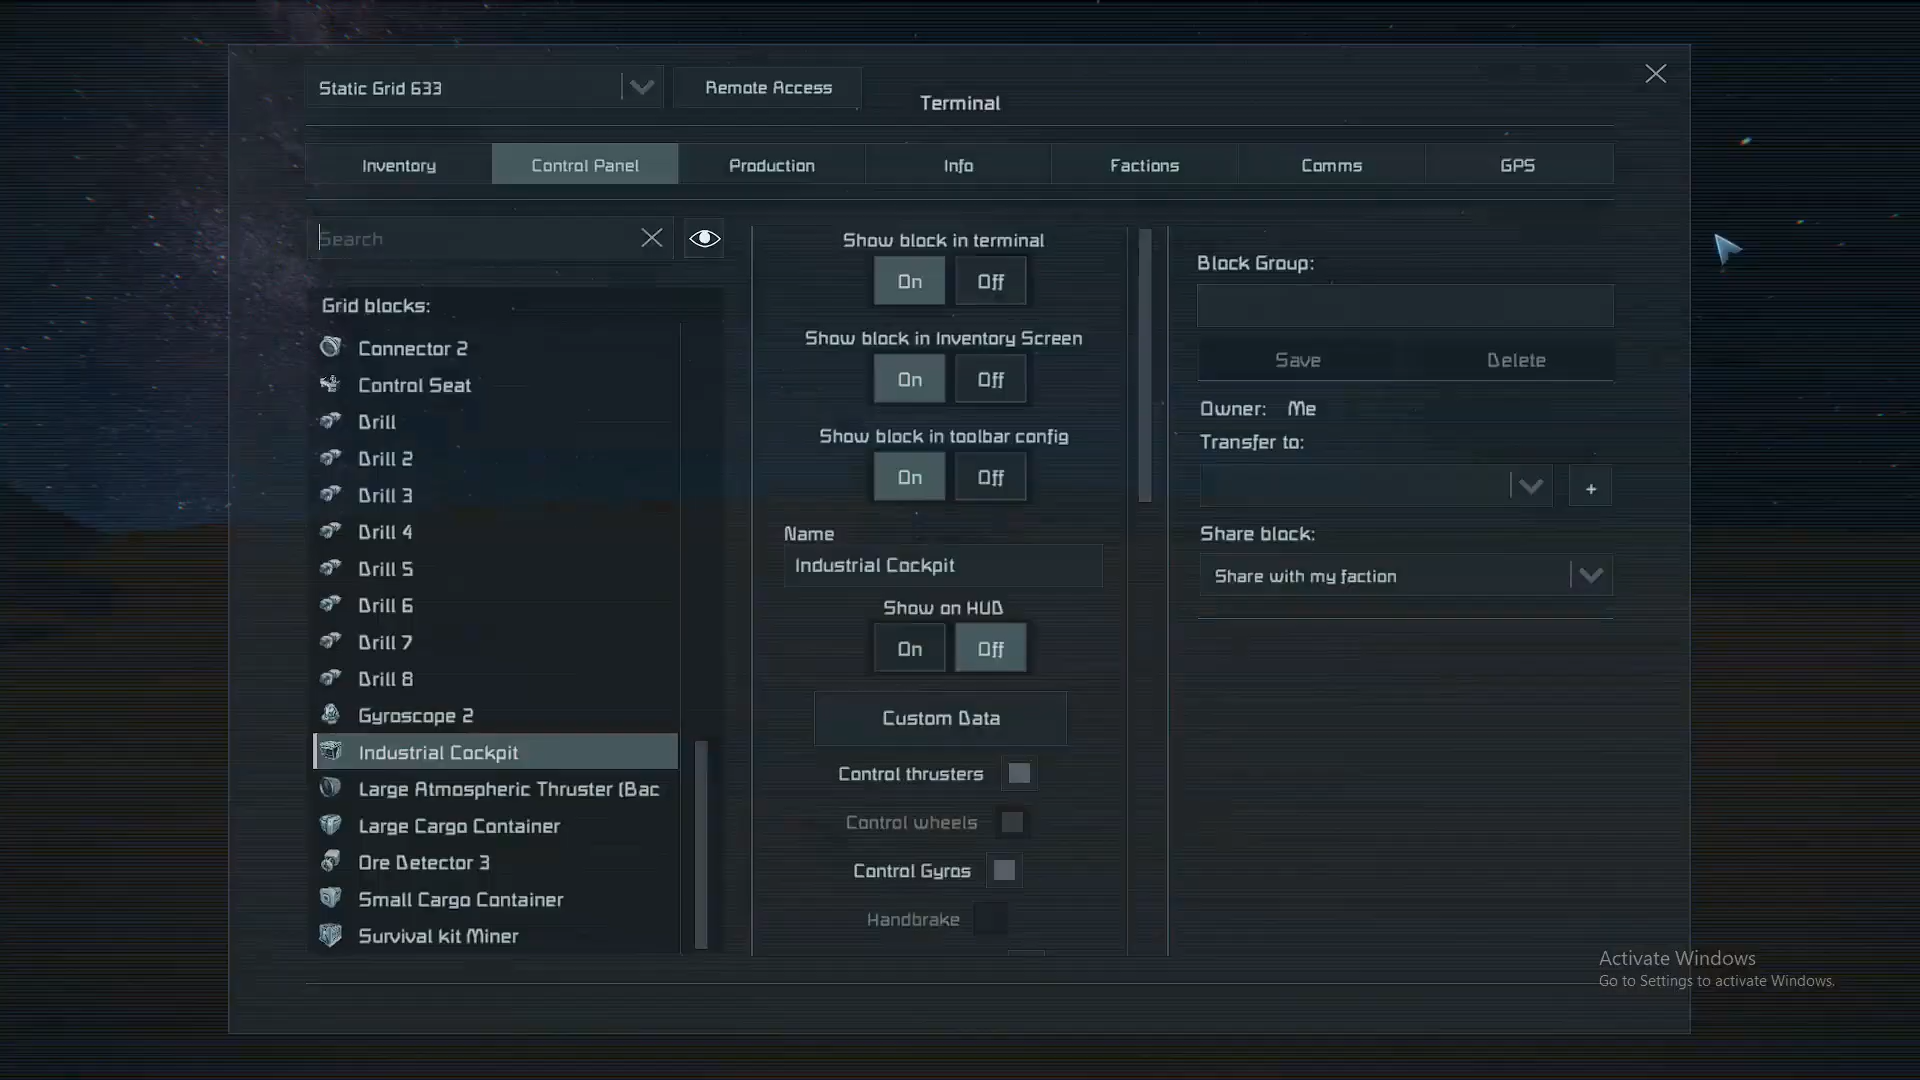 Static Grid 633
Remote Access
Terminal
Inventory
Control Panel
Production
Info
Factions
Comms
GPS
Search
Grid blocks:
Connector 2
Control Seat
Drill
Drill 2
Drill 3
Drill 4
Drill 5
Drill 6
Drill 7
Drill 8
Gyroscope 2
Industrial Cockpit
Large Atmospheric Thruster (Bac
Large Cargo Container
Ore Detector 3
Small Cargo Container
Survival kit Miner
Show block in terminal
On Off
Show block in Inventory Screen
On Off
Show block in toolbar config
On Off
Name
Industrial Cockpit
Show on HUD
On Off
Custom Data
Control thrusters
Control wheels
Control Gyros
Handbrake
Block Group:
Save Delete
Owner: Me
Transfer to:
+
Share block:
Share with my faction
Activate Windows
Go to Settings to activate Windows.